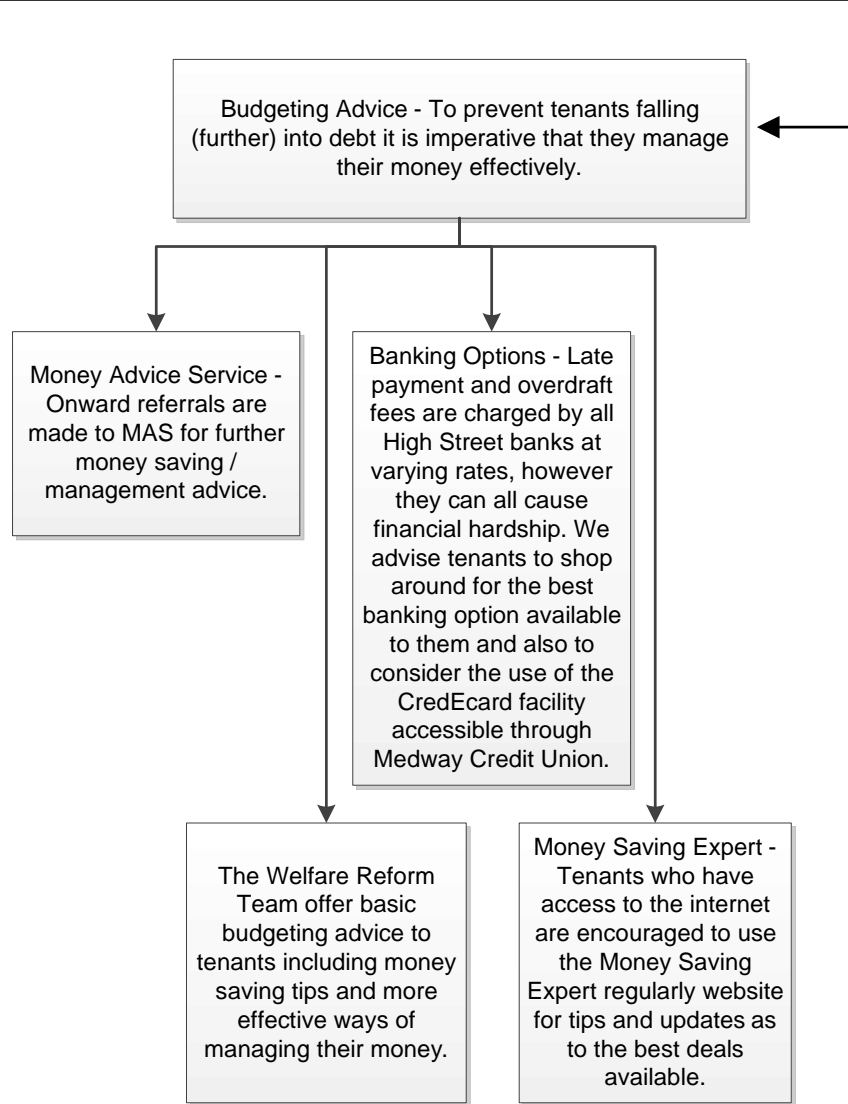 Budgeting Advice - To prevent tenants falling
(further) into debt it is imperative that they manage
their money effectively.
Money Advice Service -
Onward referrals are
made to MAS for further
money saving /
management advice.
Banking Options - Late
payment and overdraft
fees are charged by all
High Street banks at
varying rates, however
they can all cause
financial hardship. We
advise tenants to shop
around for the best
banking option available
to them and also to
consider the use of the
CredEcard facility
accessible through
Medway Credit Union.
The Welfare Reform
Team offer basic
budgeting advice to
tenants including money
saving tips and more
effective ways of
managing their money.
Money Saving Expert -
Tenants who have
access to the internet
are encouraged to use
the Money Saving
Expert regularly website
for tips and updates as
to the best deals
available.